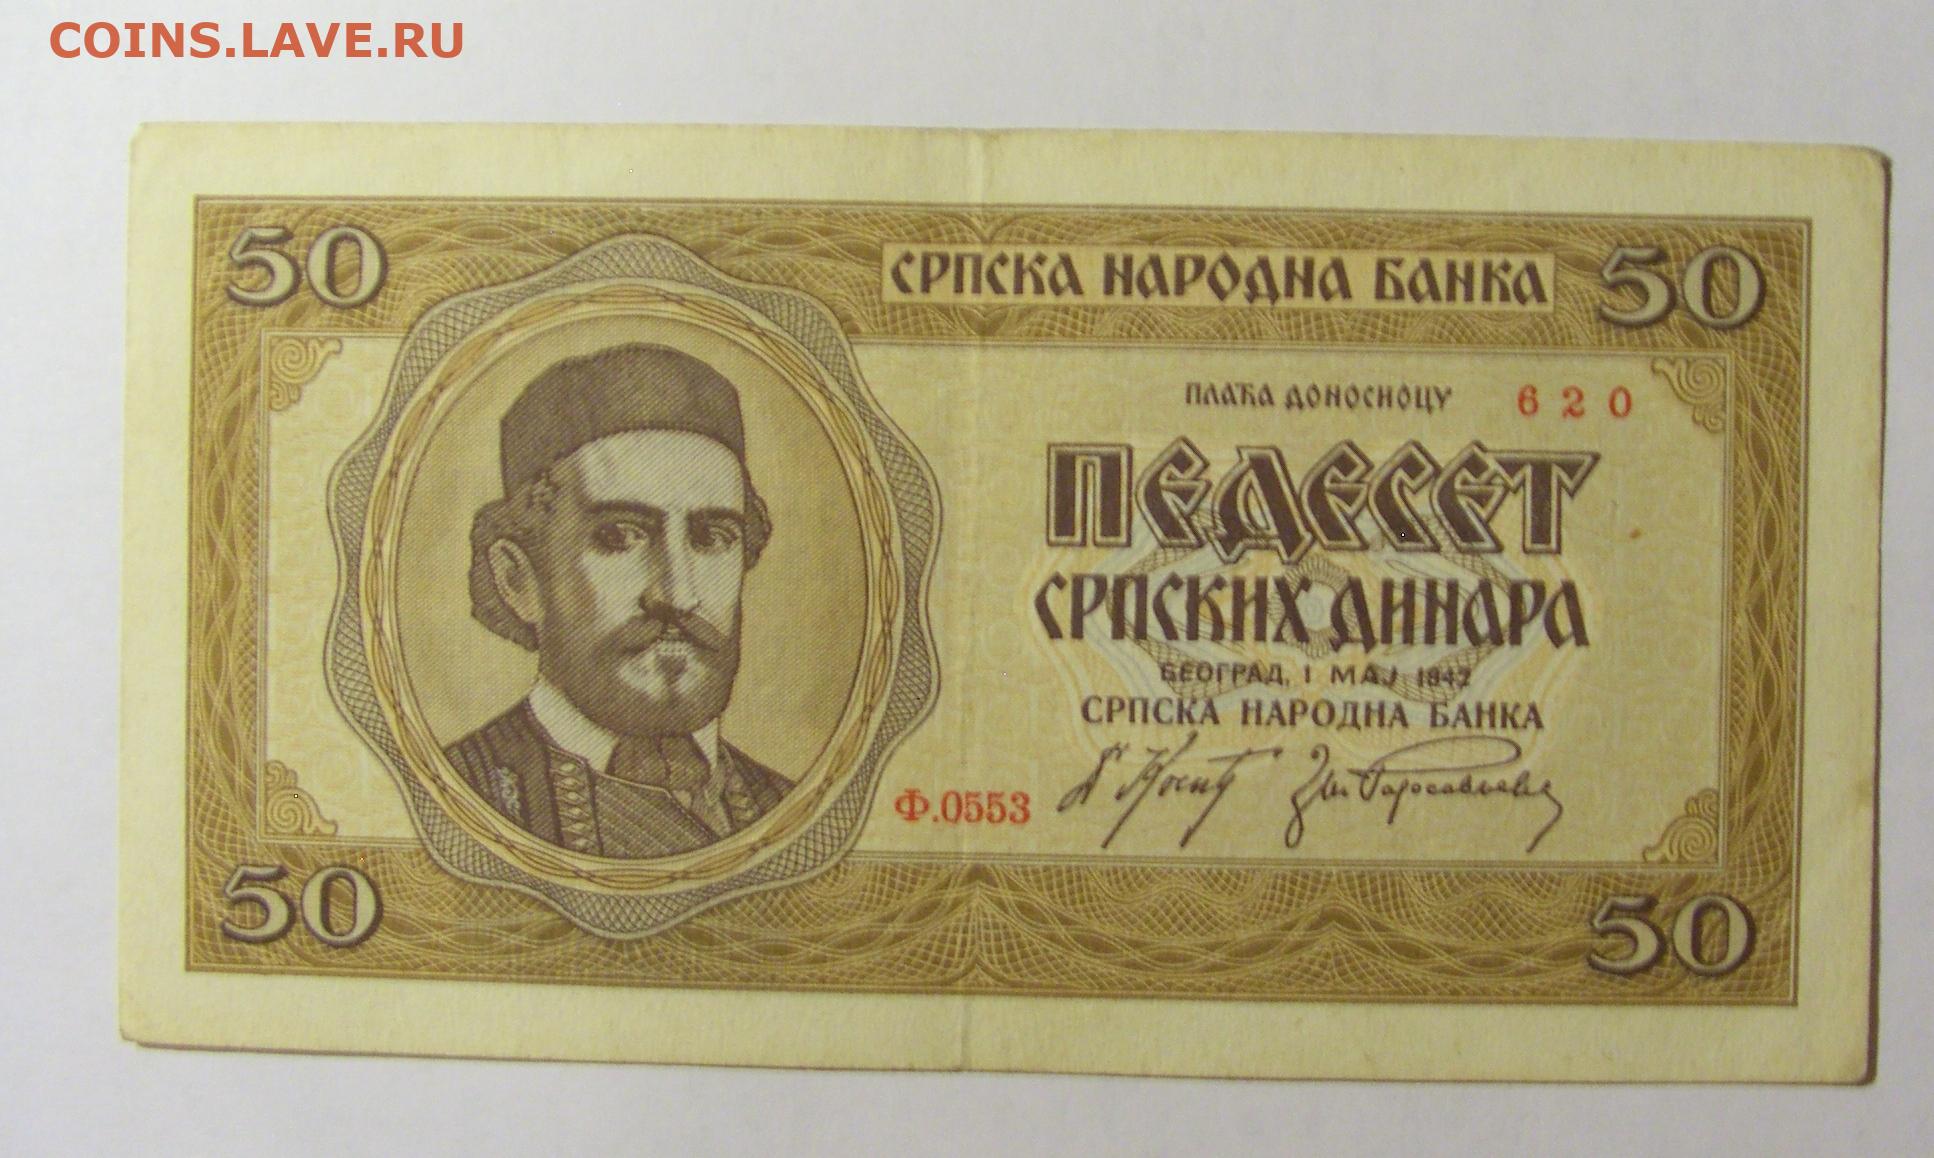 COINS.LAVE.RU
50
СРПСКА НАРОДНА БАНКА
50
ПЛАЋА ДОНОСИОЦУ
620
ПЕДЕСЕТ
СРПСКИХ ДИНАРА
БЕОГРАД, 1 МАЈ 1942
СРПСКА НАРОДНА БАНКА
Ф.0553
50
50